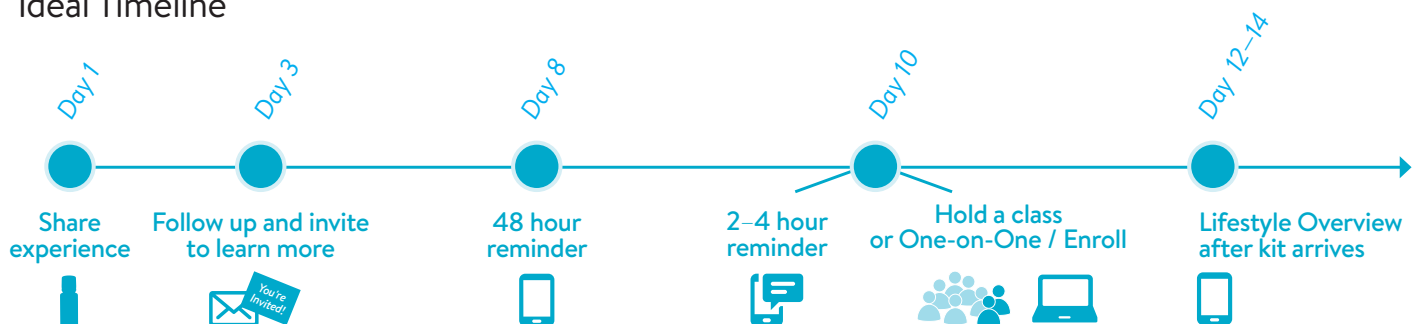 Ideal Timeline
Day 1
Day 3
Day 8
Day 10
Day 12–14
Share
experience
Follow up and invite
to learn more
You're
Invited!
48 hour
reminder
2–4 hour
reminder
Hold a class
or One-on-One / Enroll
Lifestyle Overview
after kit arrives